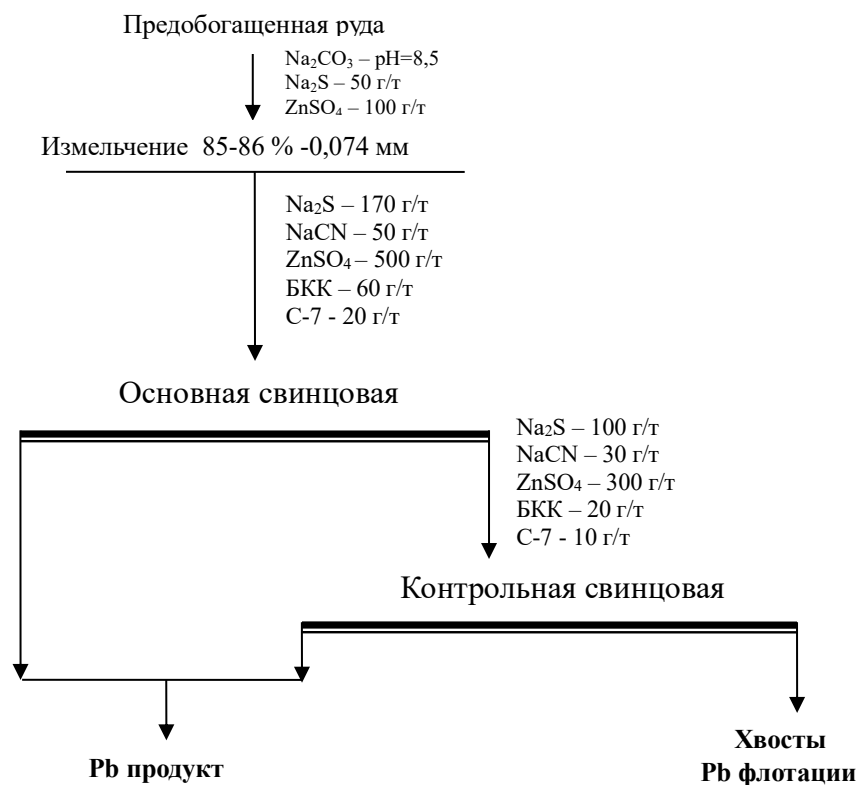 Предобогащенная руда
Na₂CO₃ – pH=8,5
Na₂S – 50 г/т
ZnSO₄ – 100 г/т
Измельчение 85-86 % -0,074 мм
Na₂S – 170 г/т
NaCN – 50 г/т
ZnSO₄ – 500 г/т
БКК – 60 г/т
С-7 - 20 г/т
Основная свинцовая
Na₂S – 100 г/т
NaCN – 30 г/т
ZnSO₄ – 300 г/т
БКК – 20 г/т
С-7 - 10 г/т
Контрольная свинцовая
Pb продукт
Хвосты
Pb флотации